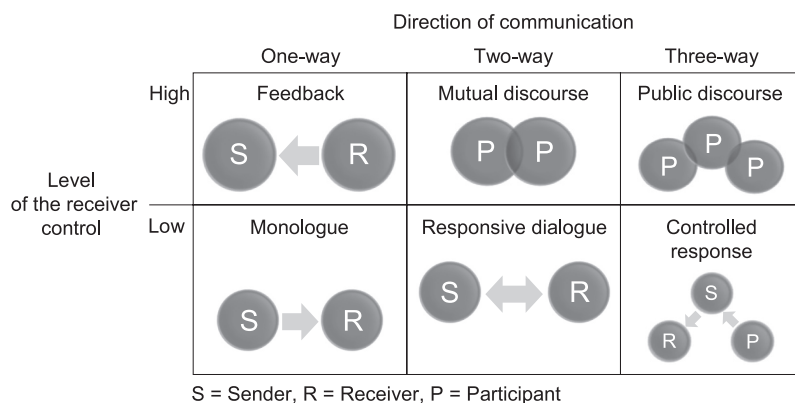 Direction of communication
One-way Two-way Three-way
High
Feedback Mutual discourse Public discourse
S R P P P P P
Level
of the receiver
control
Low
Monologue Responsive dialogue Controlled
response
S R S R S R P
S = Sender, R = Receiver, P = Participant